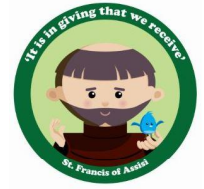 'It is in giving that we receive'
St. Francis of Assisi